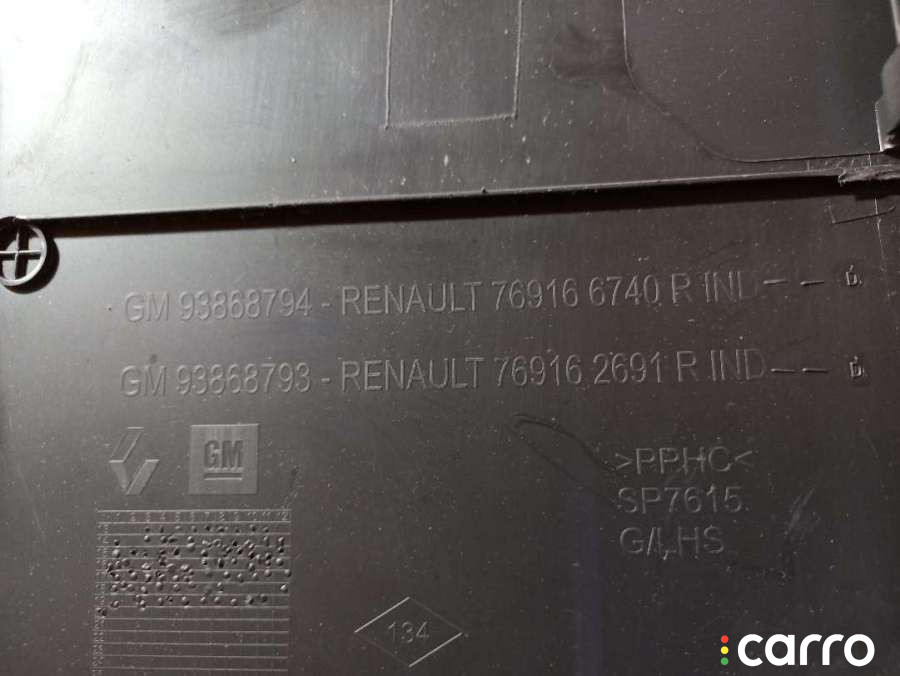 GM 93868794 - RENAULT 76916 6740 R IND - - D
GM 93868793 - RENAULT 76916 2691 R IND - - D
GM
>PPHC<
SP7615
G/LHS
134
carro